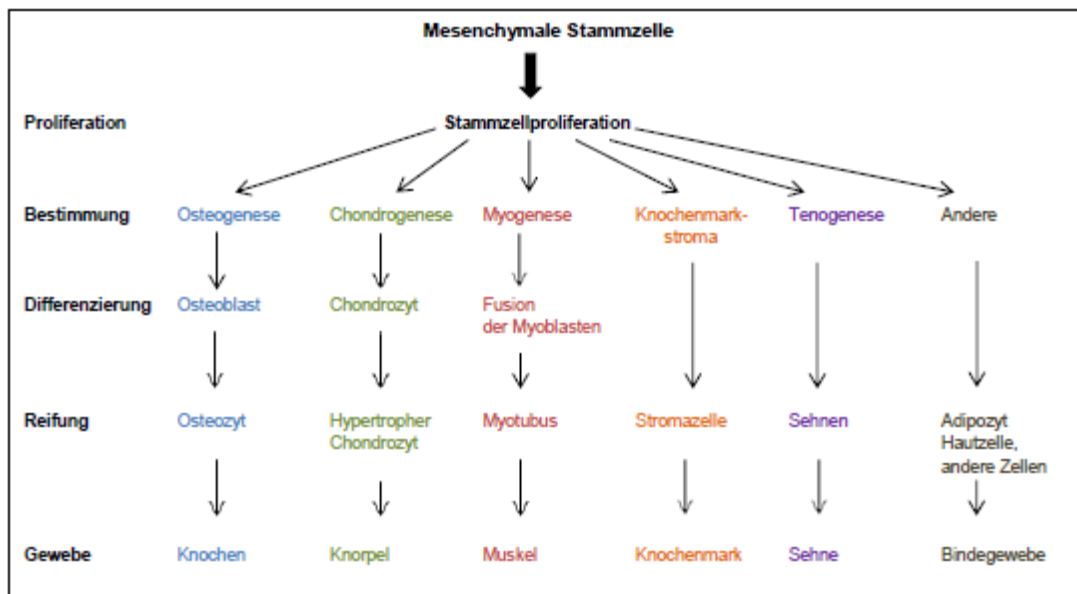 Mesenchymale Stammzelle
Proliferation
Stammzellproliferation
Bestimmung
Osteogenese
Chondrogenese
Myogenese
Knochenmark-
stroma
Tenogenese
Andere
Differenzierung
Osteoblast
Chondrozyt
Fusion
der Myoblasten
Reifung
Osteozyt
Hypertropher
Chondrozyt
Myotubus
Stromazelle
Sehnen
Adipozyt
Hautzelle,
andere Zellen
Gewebe
Knochen
Knorpel
Muskel
Knochenmark
Sehne
Bindegewebe